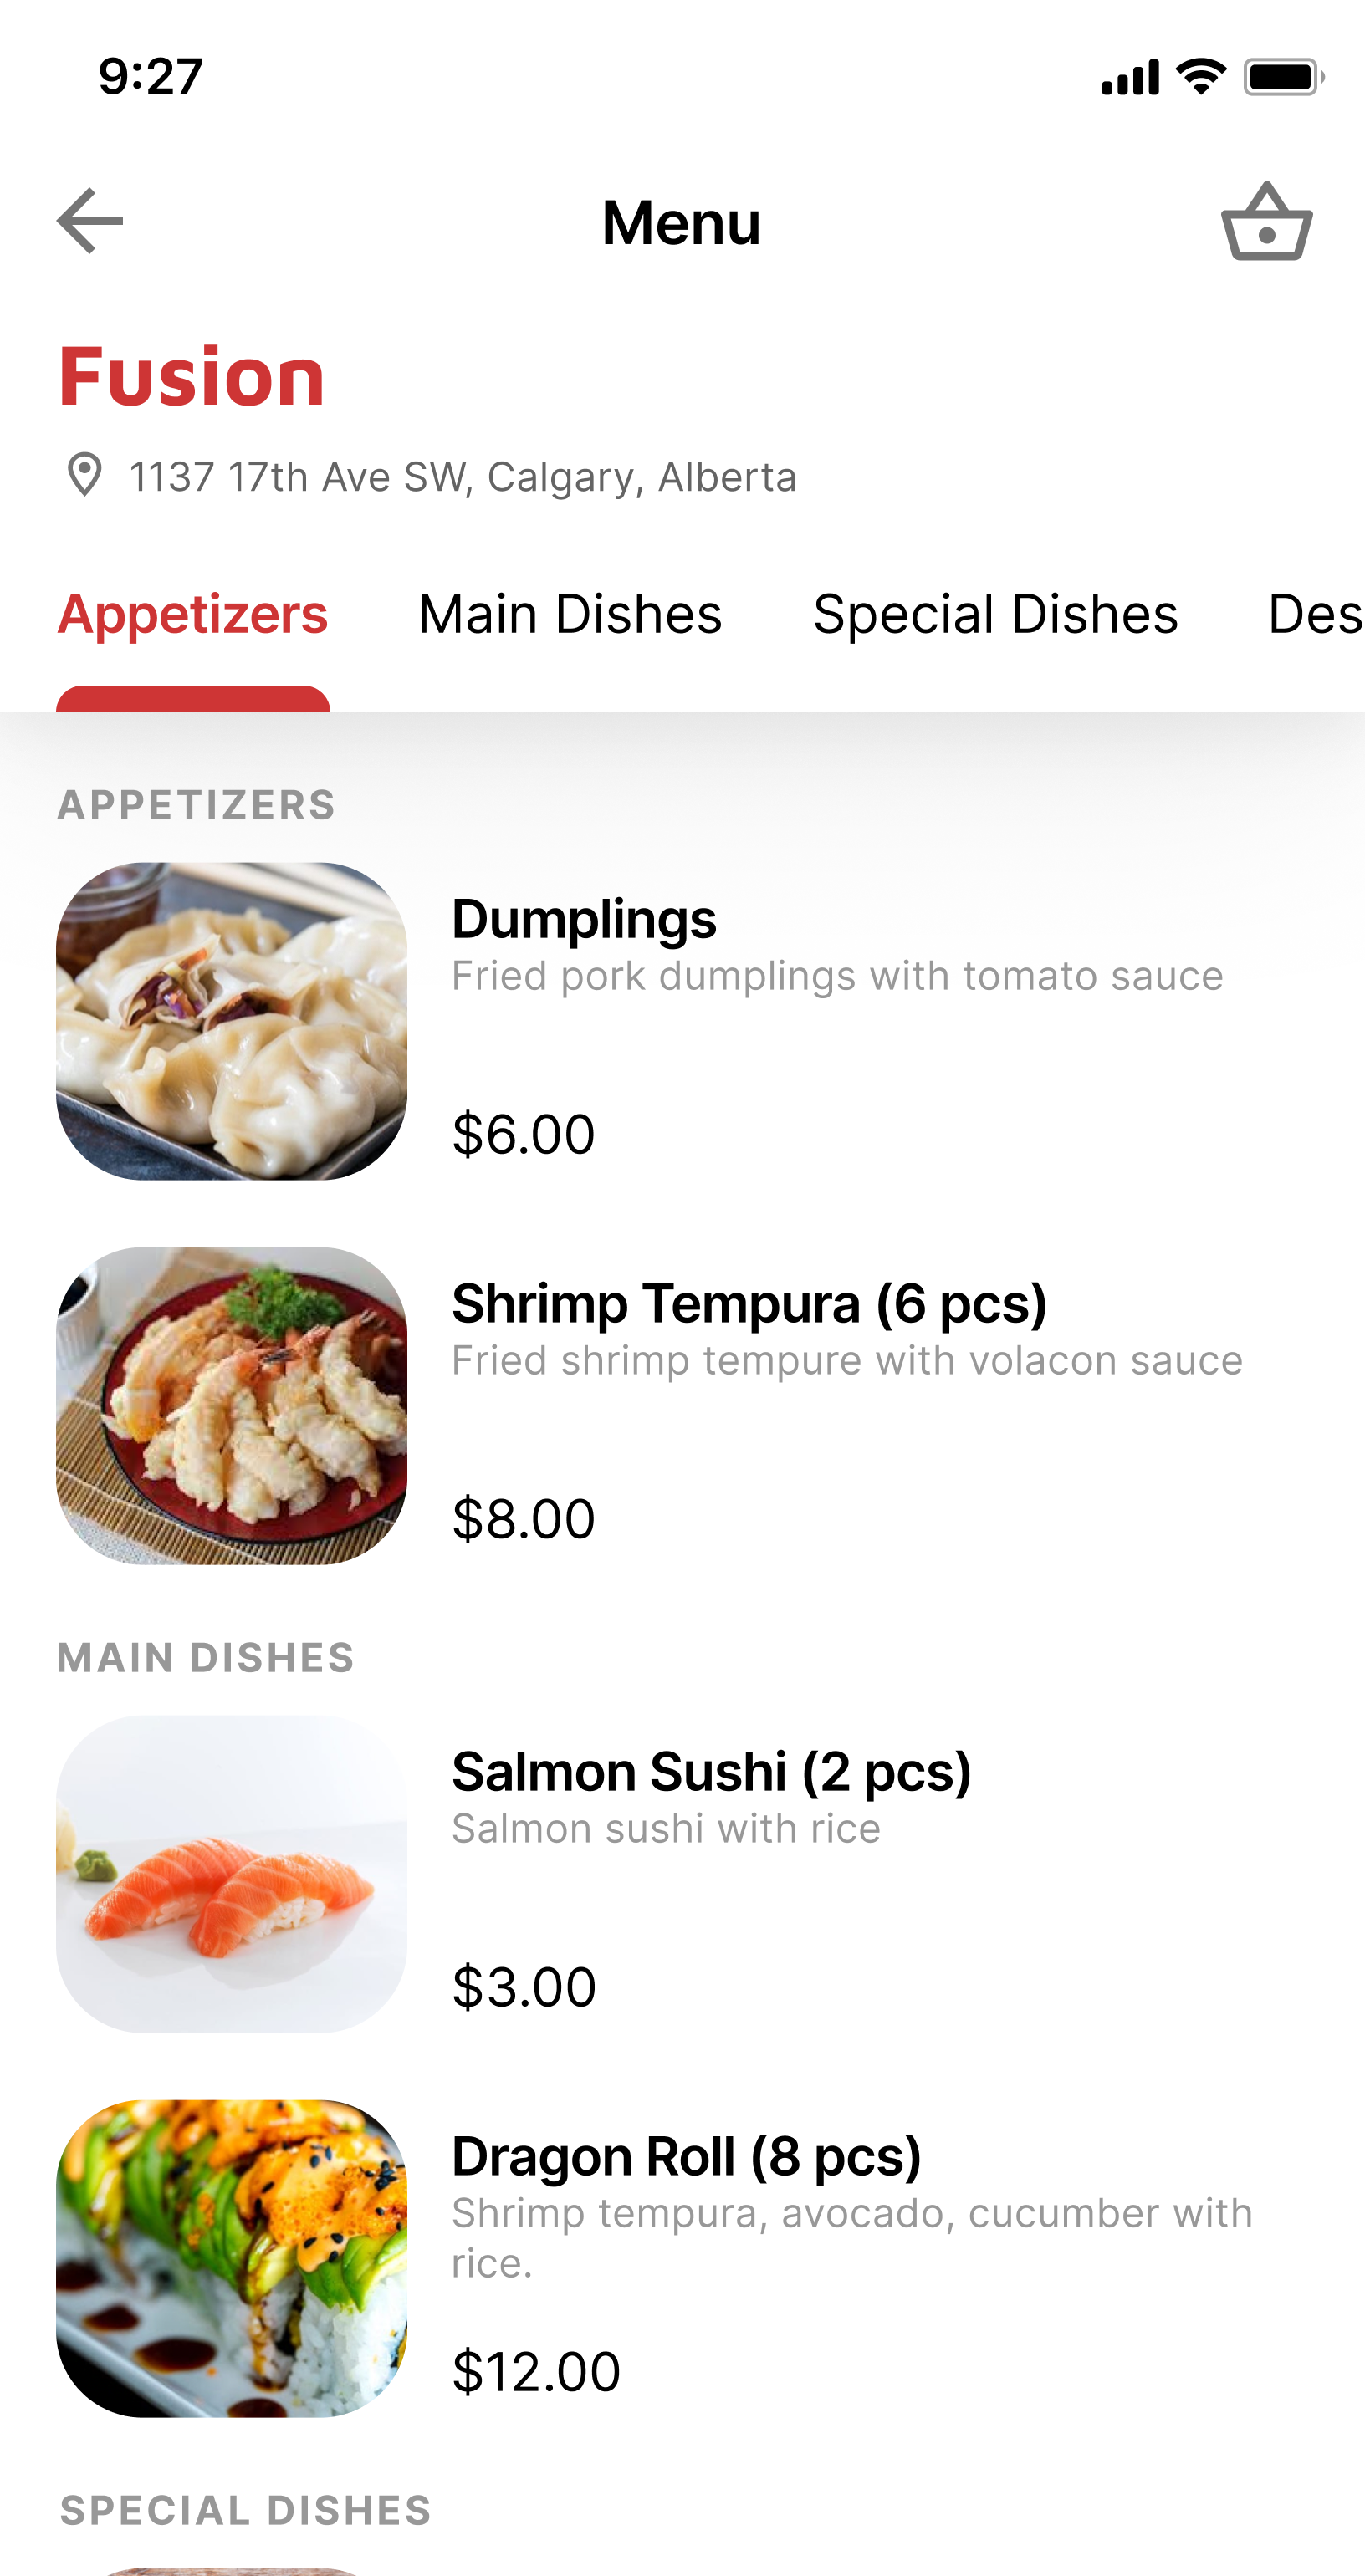 9:27
Menu
Fusion
1137 17th Ave SW, Calgary, Alberta
Appetizers Main Dishes Special Dishes Des
APPETIZERS
Dumplings
Fried pork dumplings with tomato sauce
$6.00
Shrimp Tempura (6 pcs)
Fried shrimp tempure with volacon sauce
$8.00
MAIN DISHES
Salmon Sushi (2 pcs)
Salmon sushi with rice
$3.00
Dragon Roll (8 pcs)
Shrimp tempura, avocado, cucumber with
rice.
$12.00
SPECIAL DISHES